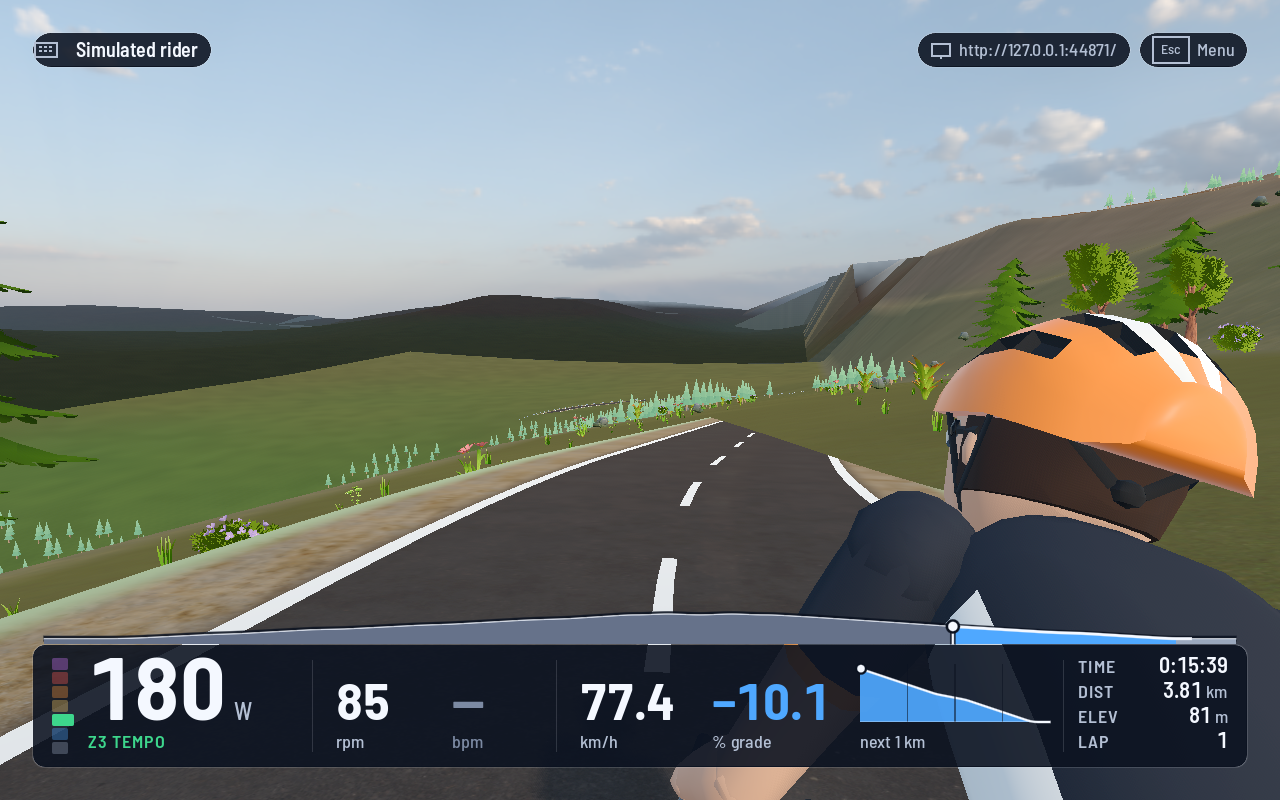 Simulated rider
http://127.0.0.1:44871/
Esc Menu
180 W
Z3 TEMPO
85
rpm
—
bpm
77.4
km/h
−10.1
% grade
next 1 km
TIME 0:15:39
DIST 3.81 km
ELEV 81 m
LAP 1